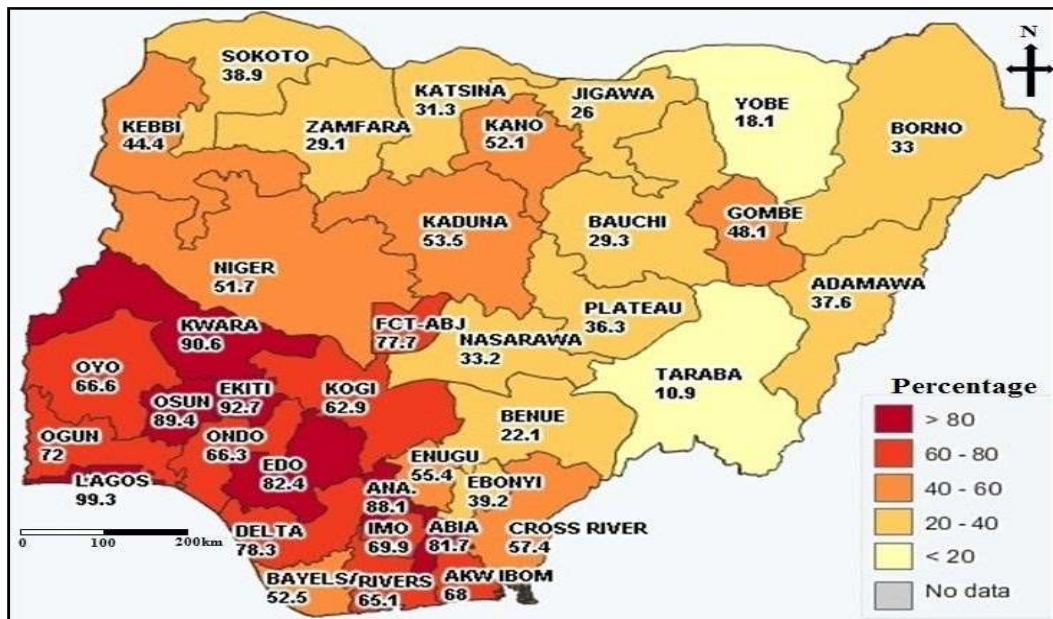 N
SOKOTO
38.9
KATSINA
31.3
JIGAWA
26
YOBE
18.1
BORNO
33
KEBBI
44.4
ZAMFARA
29.1
KANO
52.1
KADUNA
53.5
BAUCHI
29.3
GOMBE
48.1
NIGER
51.7
ADAMAWA
37.6
KWARA
90.6
FCT-ABJ
77.7
NASARAWA
33.2
PLATEAU
36.3
OYO
66.6
OSUN
89.4
EKITI
92.7
KOGI
62.9
TARABA
10.9
BENUE
22.1
OGUN
72
ONDO
66.3
EDO
82.4
ENUGU
55.4
EBONYI
39.2
LAGOS
99.3
ANA.
88.1
DELTA
78.3
IMO
69.9
ABIA
81.7
CROSS RIVER
57.4
BAYELSA
52.5
RIVERS
65.1
AKW IBOM
68
0 100 200km
Percentage
> 80
60 - 80
40 - 60
20 - 40
< 20
No data